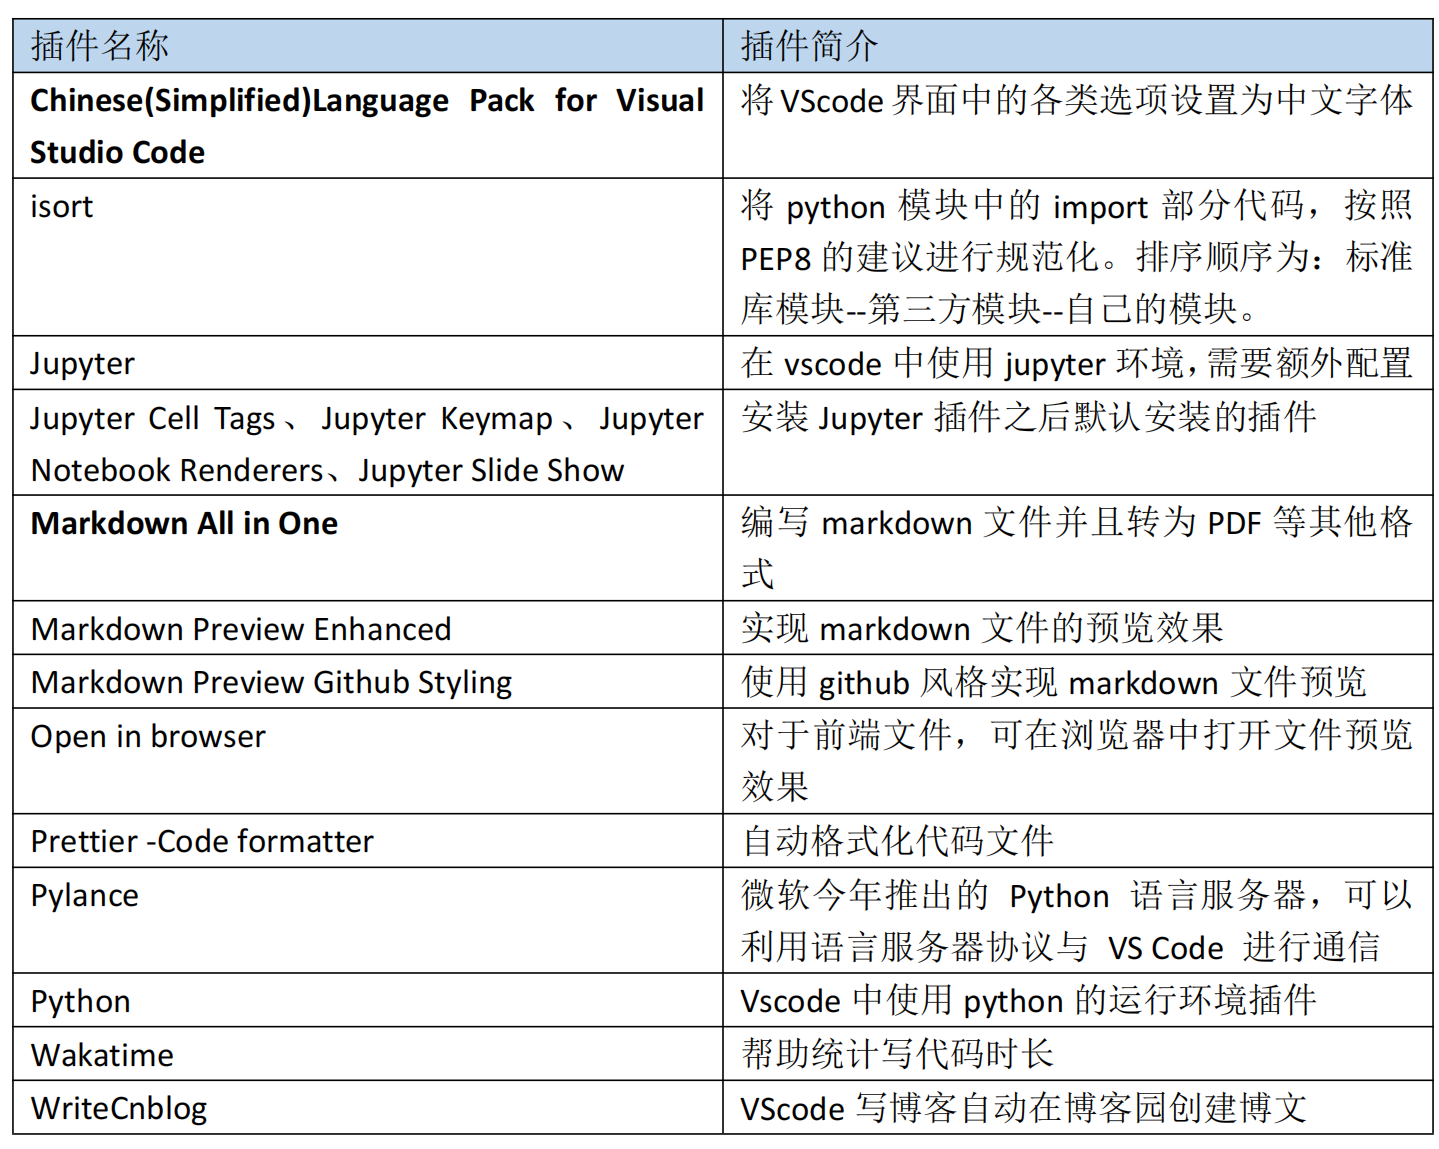 插件名称
插件简介
Chinese(Simplified)Language Pack for Visual
Studio Code
将VScode界面中的各类选项设置为中文字体
isort
将 python 模块中的 import 部分代码，按照
PEP8 的建议进行规范化。排序顺序为：标准
库模块--第三方模块--自己的模块。
Jupyter
在 vscode 中使用 jupyter 环境，需要额外配置
Jupyter Cell Tags、Jupyter Keymap、Jupyter
Notebook Renderers、Jupyter Slide Show
安装 Jupyter 插件之后默认安装的插件
Markdown All in One
编写 markdown 文件并且转为 PDF 等其他格
式
Markdown Preview Enhanced
实现 markdown 文件的预览效果
Markdown Preview Github Styling
使用 github 风格实现 markdown 文件预览
Open in browser
对于前端文件，可在浏览器中打开文件预览
效果
Prettier -Code formatter
自动格式化代码文件
Pylance
微软今年推出的 Python 语言服务器，可以
利用语言服务器协议与 VS Code 进行通信
Python
Vscode 中使用 python 的运行环境插件
Wakatime
帮助统计写代码时长
WriteCnblog
VScode 写博客自动在博客园创建博文